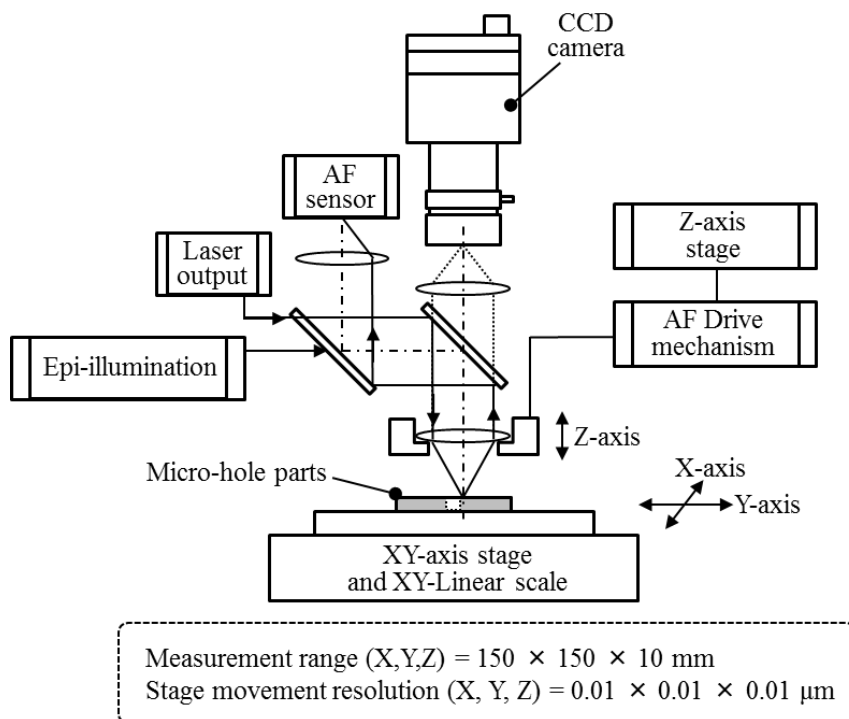 CCD
camera
AF
sensor
Z-axis
stage
Laser
output
AF Drive
mechanism
Epi-illumination
Z-axis
X-axis
Micro-hole parts
Y-axis
XY-axis stage
and XY-Linear scale
Measurement range (X,Y,Z) = 150 × 150 × 10 mm
Stage movement resolution (X, Y, Z) = 0.01 × 0.01 × 0.01 μm